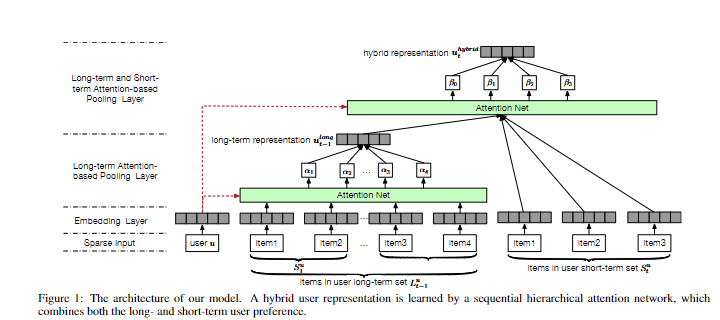 hybrid representation u_t^hybrid
Long-term and Short-
term Attention-based
Pooling Layer
β0 β1 β2 β3
Attention Net
long-term representation u_{t-1}^long
Long-term Attention-
based Pooling Layer
α1 α2 ... α3 α4
Attention Net
Embedding Layer
...
Sparse Input
user u
item1 item2 ... item3 item4
item1 item2 item3
S_1^u
Items in user long-term set L_{t-1}^u
Items in user short-term set S_t^u
Figure 1: The architecture of our model. A hybrid user representation is learned by a sequential hierarchical attention network, which
combines both the long- and short-term user preference.